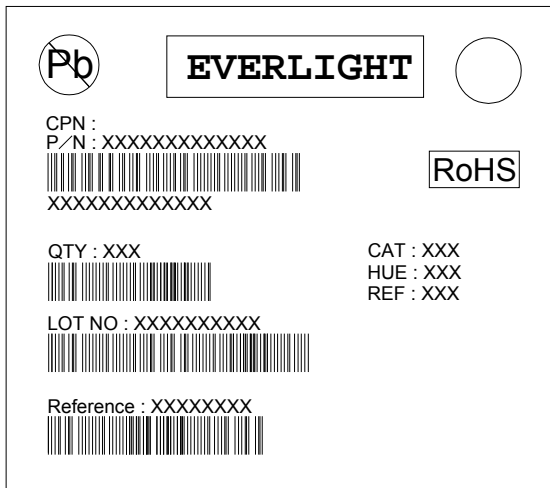 Pb
EVERLIGHT
CPN :
P/N : XXXXXXXXXXXXX
RoHS
XXXXXXXXXXXXX
QTY : XXX
CAT : XXX
HUE : XXX
REF : XXX
LOT NO : XXXXXXXXXX
Reference : XXXXXXXX